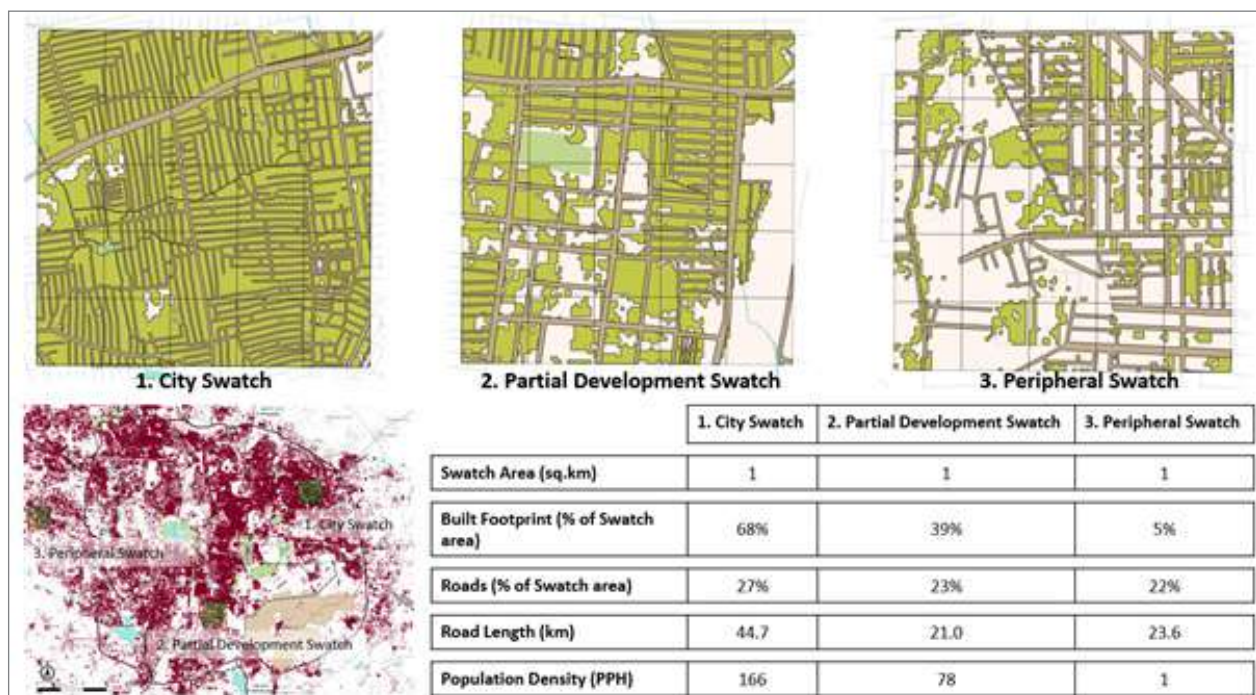 1. City Swatch
2. Partial Development Swatch
3. Peripheral Swatch
1. City Swatch
3. Peripheral Swatch
2. Partial Development Swatch
1. City Swatch 2. Partial Development Swatch 3. Peripheral Swatch
Swatch Area (sq.km) 1 1 1
Built Footprint (% of Swatch
area) 68% 39% 5%
Roads (% of Swatch area) 27% 23% 22%
Road Length (km) 44.7 21.0 23.6
Population Density (PPH) 166 78 1